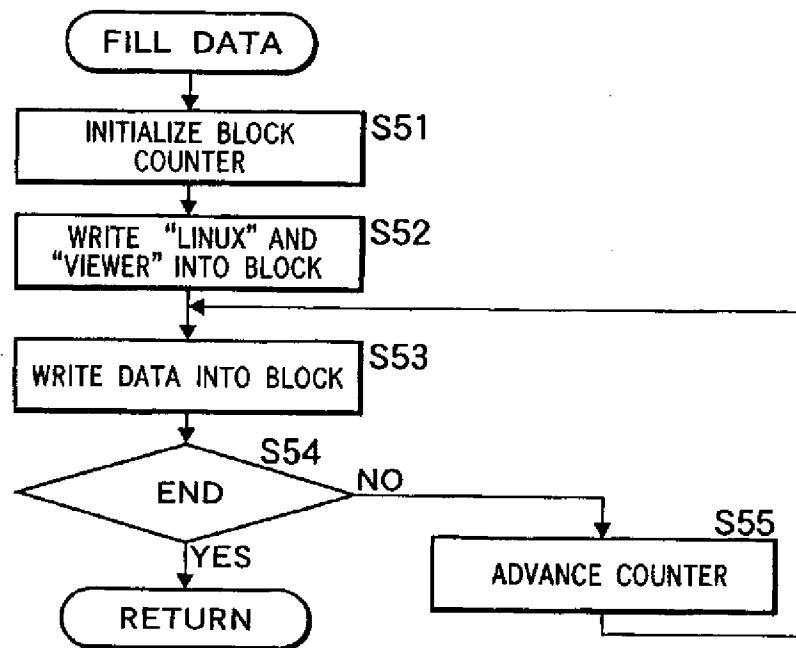 FILL DATA
INITIALIZE BLOCK
COUNTER
S51
WRITE "LINUX" AND
"VIEWER" INTO BLOCK
S52
WRITE DATA INTO BLOCK
S53
S54
END
NO
YES
S55
ADVANCE COUNTER
RETURN